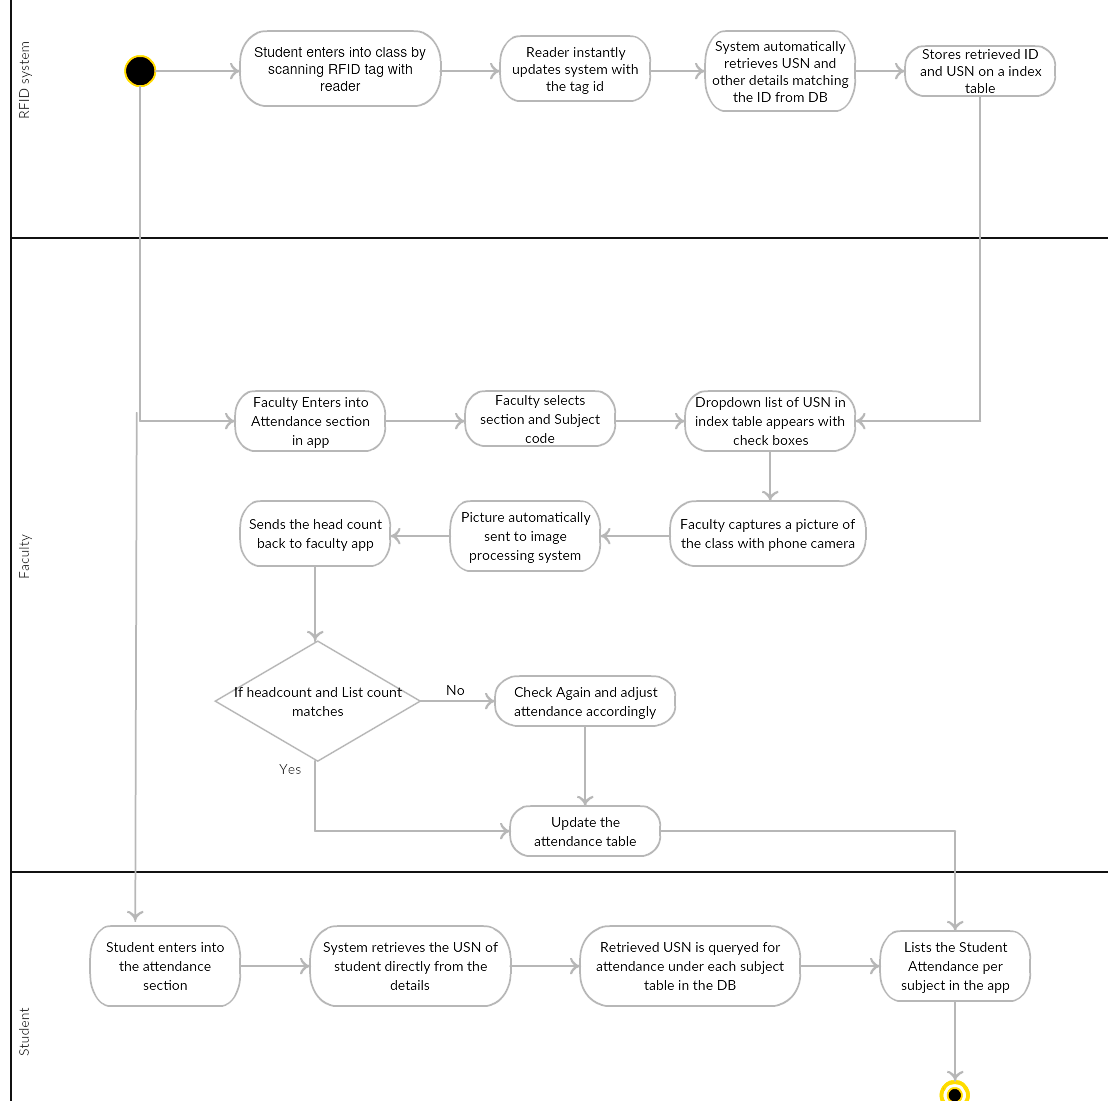 RFID system
Student enters into class by
scanning RFID tag with
reader
Reader instantly
updates system with
the tag id
System automatically
retrieves USN and
other details matching
the ID from DB
Stores retrieved ID
and USN on a index
table
Faculty
Faculty Enters into
Attendance section
in app
Faculty selects
section and Subject
code
Dropdown list of USN in
index table appears with
check boxes
Sends the head count
back to faculty app
Picture automatically
sent to image
processing system
Faculty captures a picture of
the class with phone camera
If headcount and List count
matches
No
Check Again and adjust
attendance accordingly
Yes
Update the
attendance table
Student
Student enters into
the attendance
section
System retrieves the USN of
student directly from the
details
Retrieved USN is queryed for
attendance under each subject
table in the DB
Lists the Student
Attendance per
subject in the app